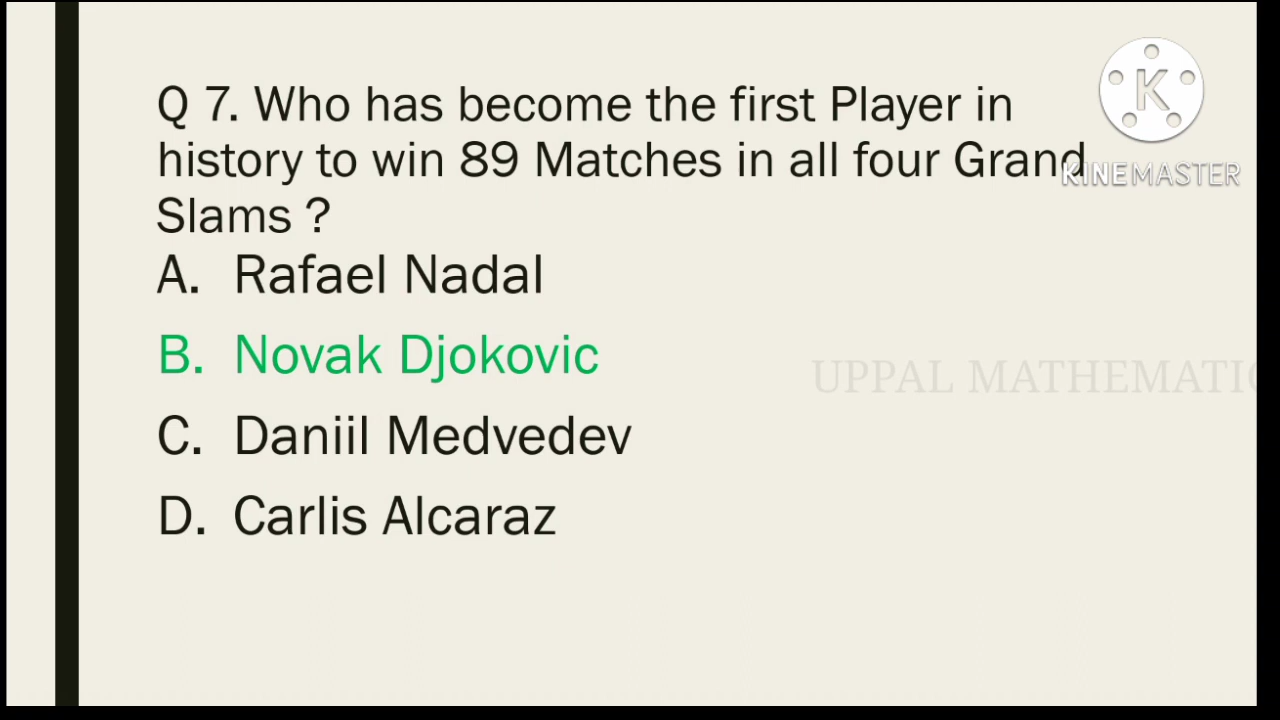 Q 7. Who has become the first Player in
history to win 89 Matches in all four Grand
Slams ?
A. Rafael Nadal
B. Novak Djokovic
C. Daniil Medvedev
D. Carlis Alcaraz
K
KINEMASTER
UPPAL MATHEMATIC